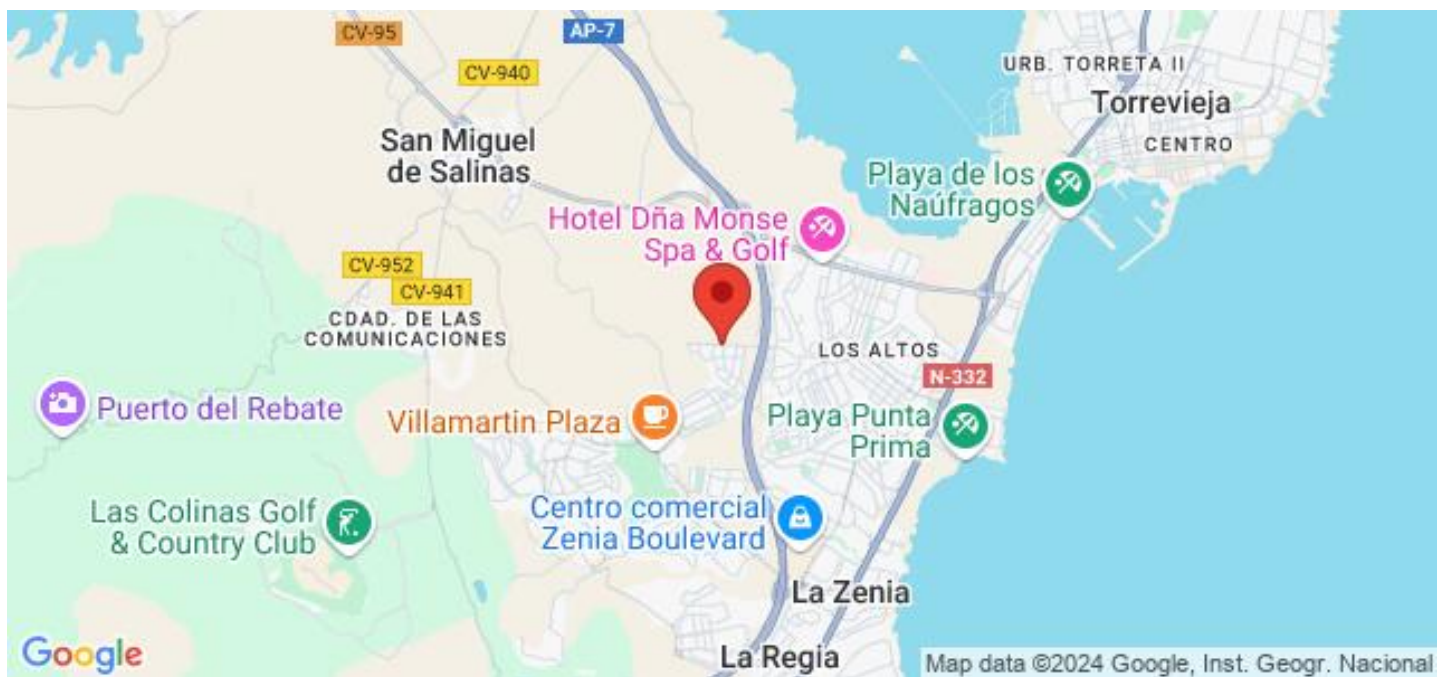 CV-95
AP-7
CV-940
URB. TORRETA II
Torrevieja
CENTRO
San Miguel
de Salinas
Playa de los
Naúfragos
Hotel Dña Monse
Spa & Golf
CV-952
CV-941
CDAD. DE LAS
COMUNICACIONES
LOS ALTOS
N-332
Puerto del Rebate
Villamartin Plaza
Playa Punta
Prima
Las Colinas Golf
& Country Club
Centro comercial
Zenia Boulevard
La Zenia
La Regia
Google
Map data ©2024 Google, Inst. Geogr. Nacional